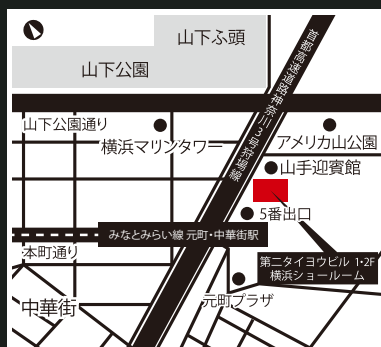 山下ふ頭
山下公園
首都高速道路神奈川3号狩場線
山下公園通り
横浜マリンタワー
アメリカ山公園
山手迎賓館
5番出口
みなとみらい線 元町・中華街駅
本町通り
第二タイヨウビル 1・2F
横浜ショールーム
元町プラザ
中華街